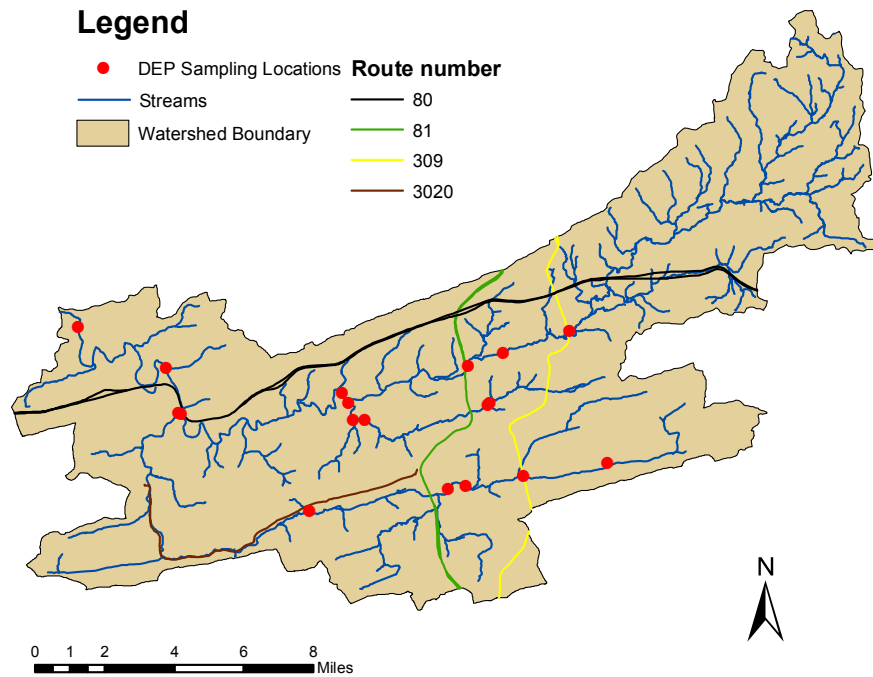 Legend
DEP Sampling Locations
Streams
Watershed Boundary
Route number
80
81
309
3020
N
0 1 2 4 6 8
Miles